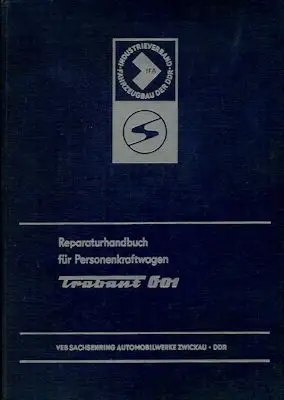 INDUSTRIEVERBAND
FAHRZEUGBAU DER DDR
IFA
Reparaturhandbuch
für Personenkraftwagen
Trabant 601
VEB SACHSENRING AUTOMOBILWERKE ZWICKAU · DDR